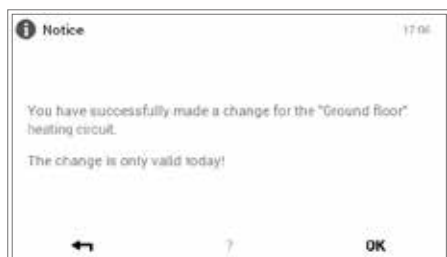 Notice 17:06
You have successfully made a change for the "Ground floor"
heating circuit.
The change is only valid today!
? OK